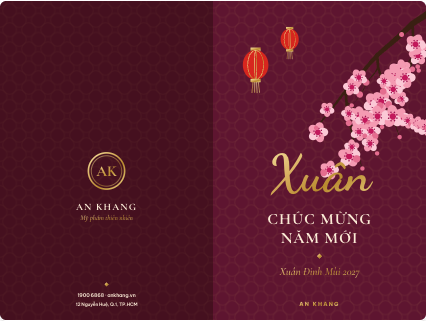 AK
AN KHANG
Mỹ phẩm thiên nhiên
1900 6868 · ankhang.vn
12 Nguyễn Huệ, Q.1, TP. HCM
Xuân
CHÚC MỪNG
NĂM MỚI
Xuân Đinh Mùi 2027
AN KHANG